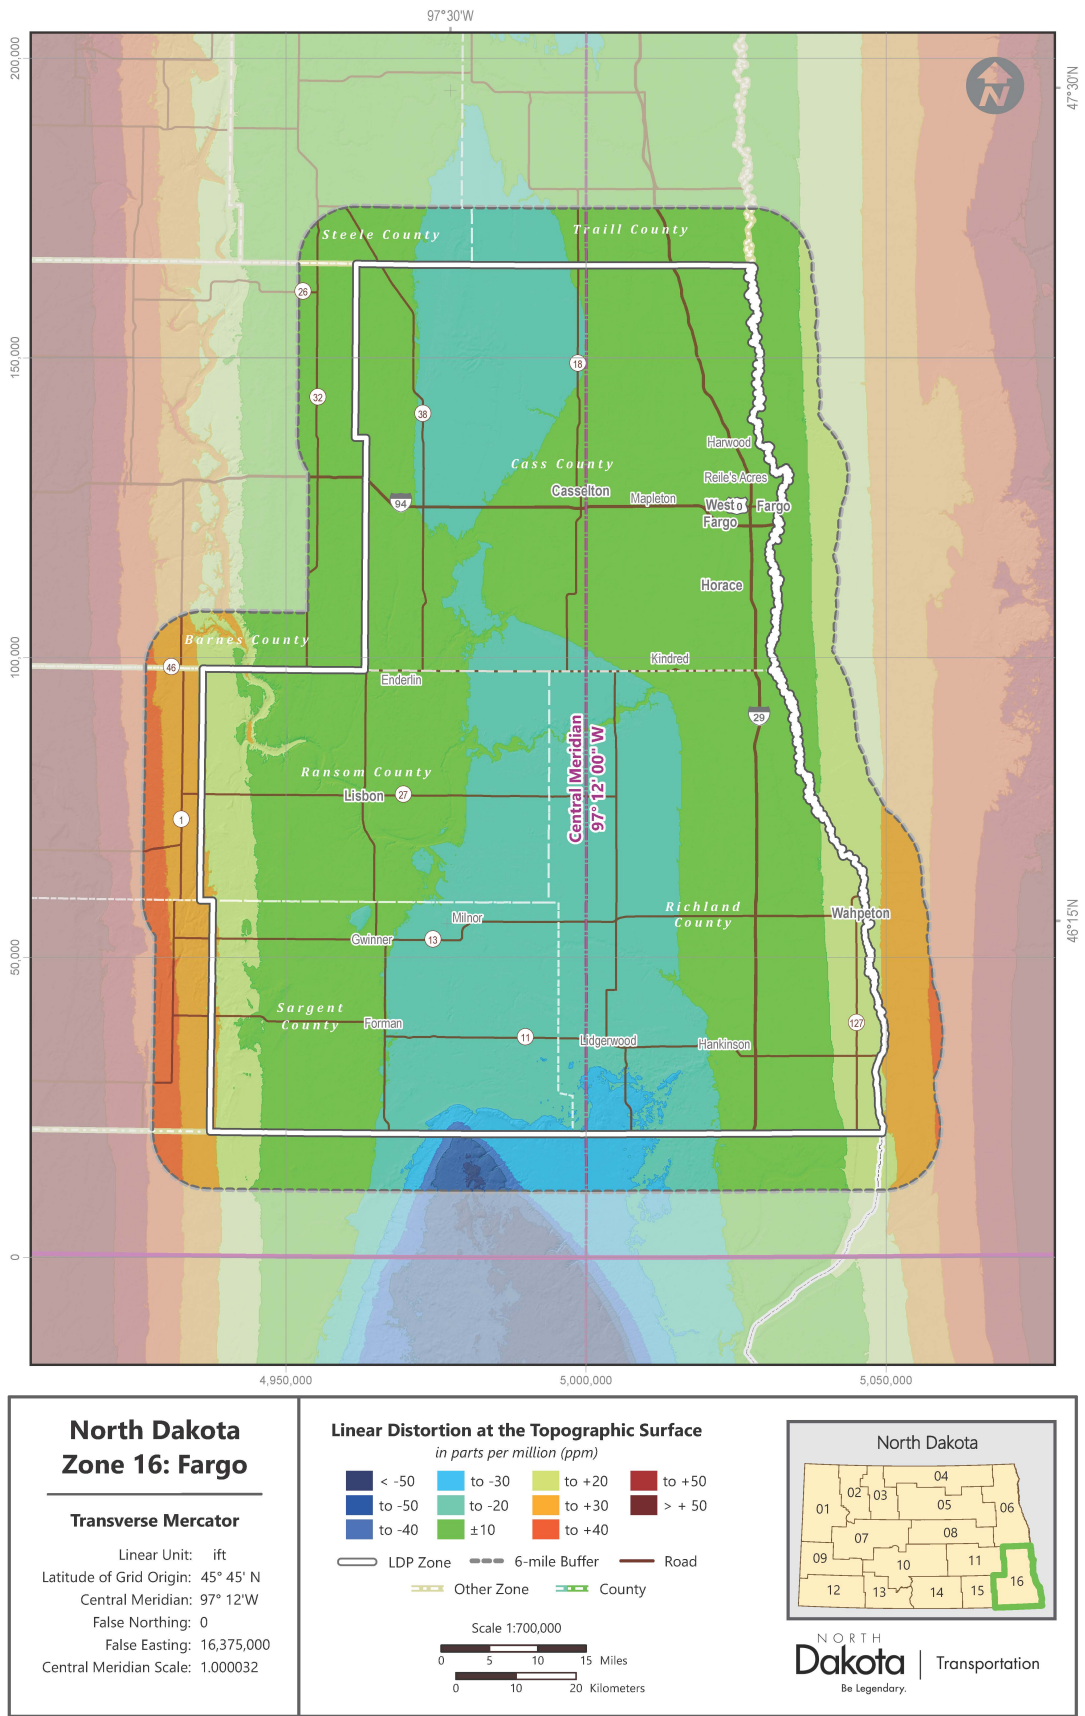 97°30'W
200,000
47°30'N
N
Steele County
Traill County
26
150,000
18
32
38
Harwood
Cass County
Reile's Acres
Casselton
Mapleton
94
West
Fargo
Fargo
Horace
100,000
Barnes County
46
Kindred
Enderlin
29
Central Meridian
97° 12' 00" W
Ransom County
Lisbon
27
1
Richland
County
Wahpeton
46°15'N
Milnor
Gwinner
13
50,000
Sargent
County
Forman
127
11
Lidgerwood
Hankinson
0
4,950,000
5,000,000
5,050,000
North Dakota
Zone 16: Fargo
Transverse Mercator
Linear Unit: ift
Latitude of Grid Origin: 45° 45' N
Central Meridian: 97° 12'W
False Northing: 0
False Easting: 16,375,000
Central Meridian Scale: 1.000032
Linear Distortion at the Topographic Surface
in parts per million (ppm)
< -50 to -30 to +20 to +50
to -50 to -20 to +30 > + 50
to -40 ±10 to +40
LDP Zone 6-mile Buffer Road
Other Zone County
Scale 1:700,000
0 5 10 15 Miles
0 10 20 Kilometers
North Dakota
04
02 03
01 05 06
07 08
09 10 11
12 13 14 15 16
NORTH
Dakota | Transportation
Be Legendary.